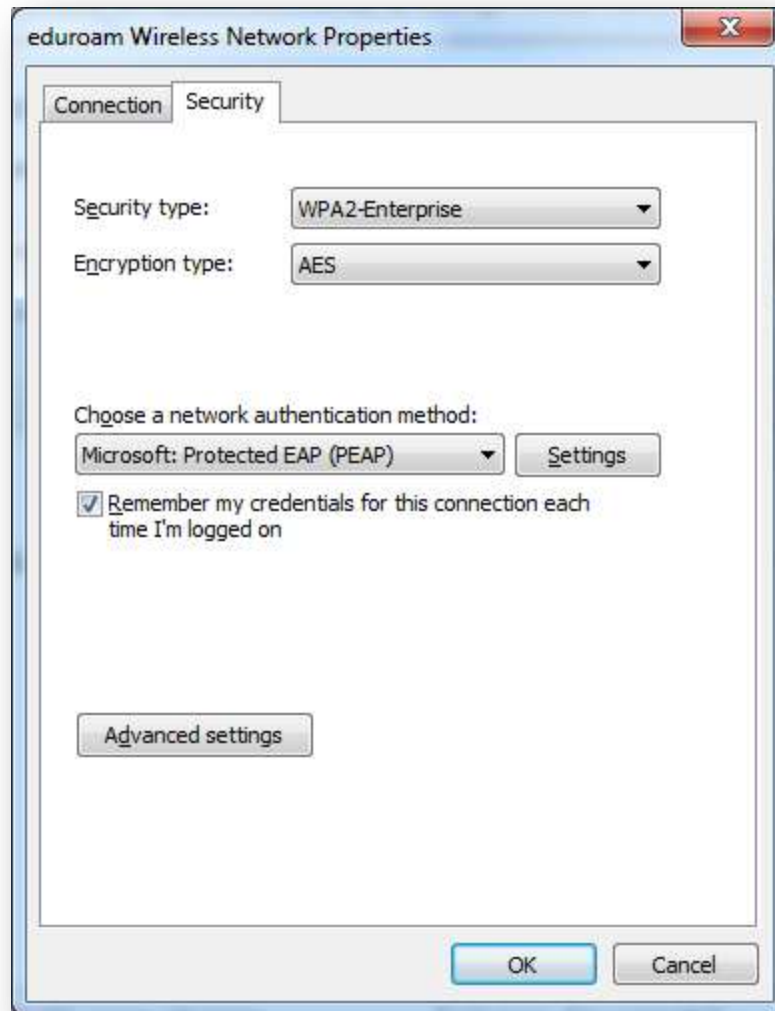 eduroam Wireless Network Properties
Connection Security
Security type: WPA2-Enterprise
Encryption type: AES
Choose a network authentication method:
Microsoft: Protected EAP (PEAP) Settings
Remember my credentials for this connection each
time I'm logged on
Advanced settings
OK Cancel